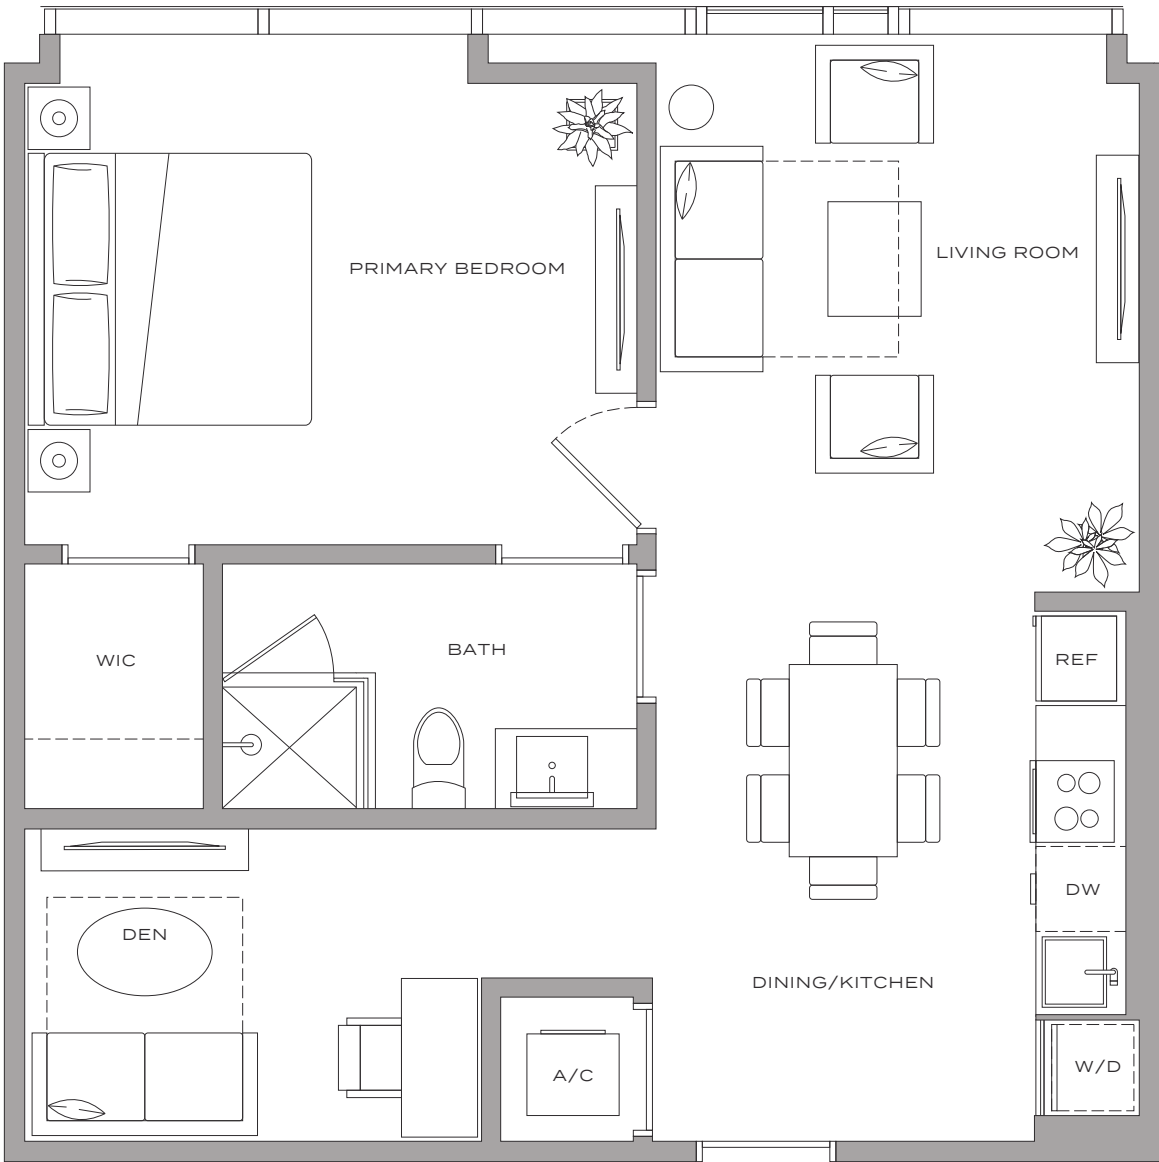 PRIMARY BEDROOM
LIVING ROOM
WIC
BATH
REF
DW
DEN
DINING/KITCHEN
A/C
W/D